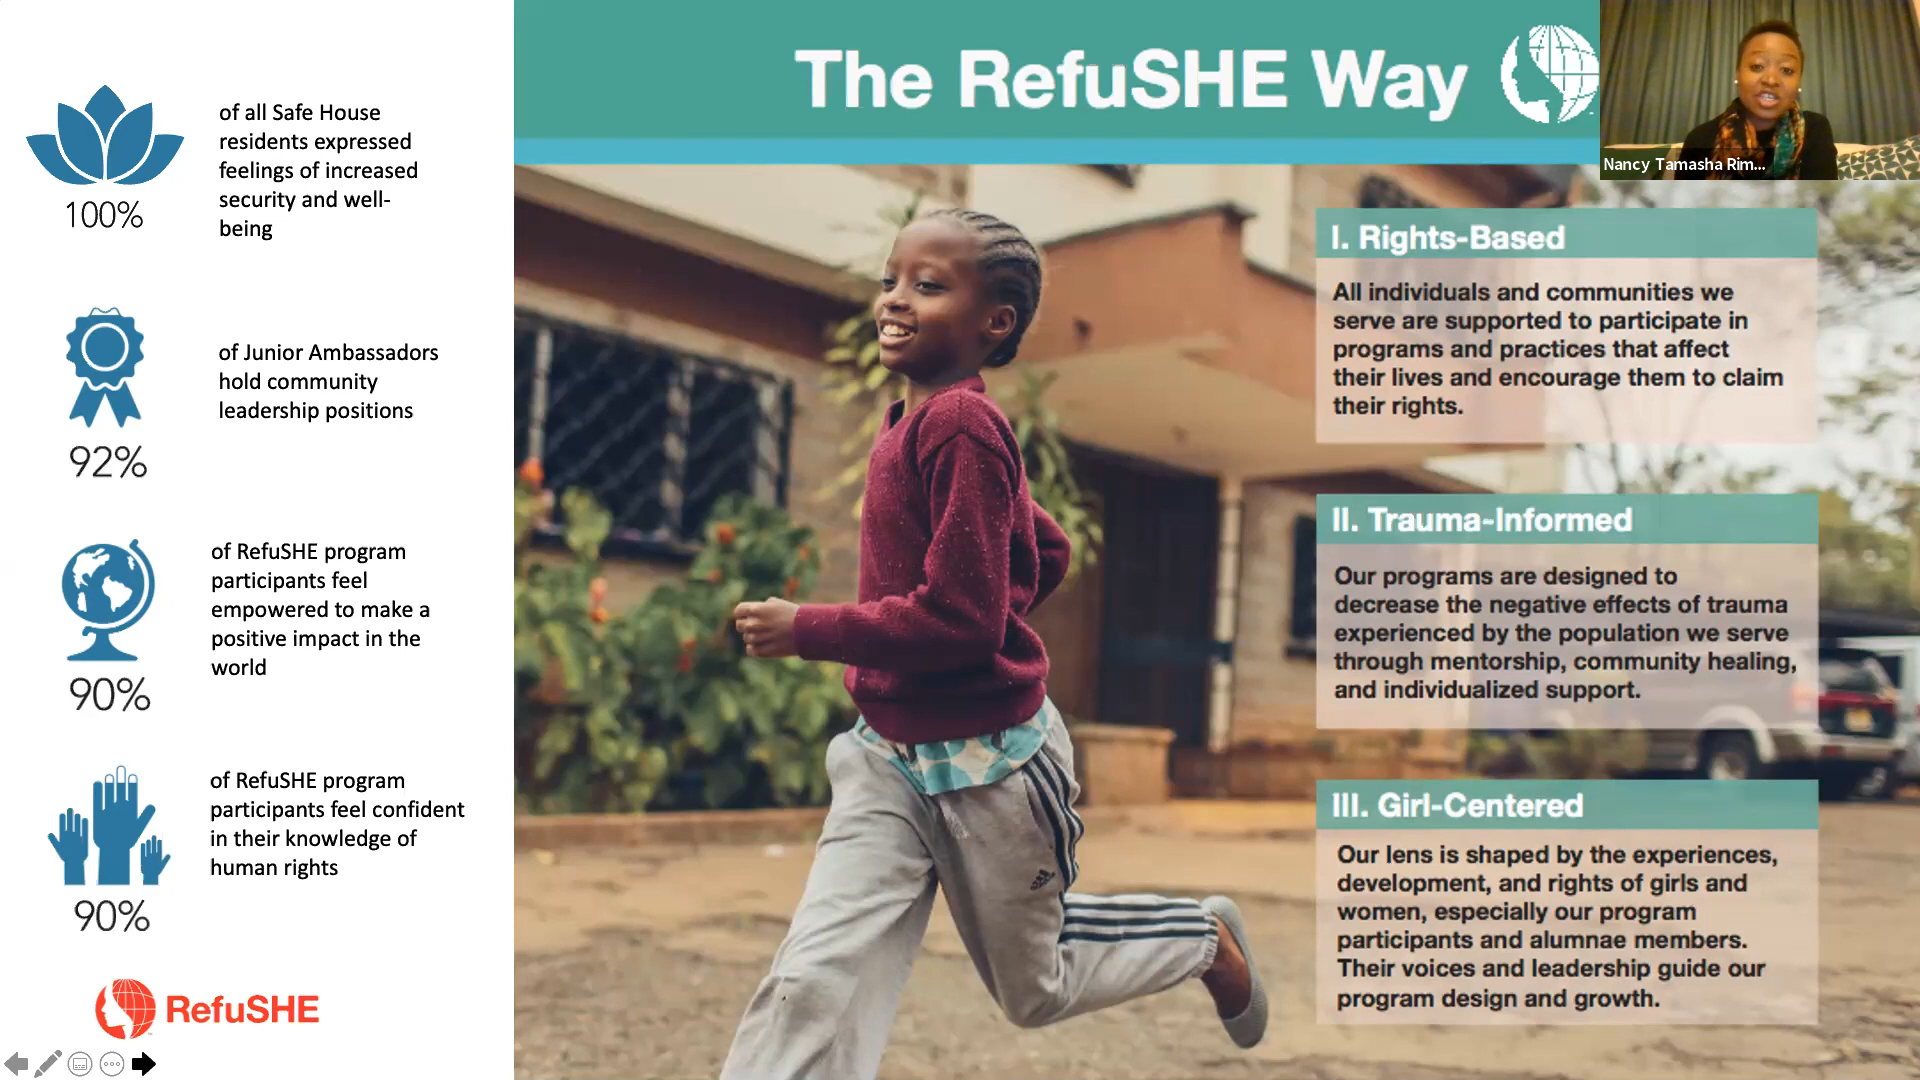 of all Safe House
residents expressed
feelings of increased
security and well-
being
100%
of Junior Ambassadors
hold community
leadership positions
92%
of RefuSHE program
participants feel
empowered to make a
positive impact in the
world
90%
of RefuSHE program
participants feel confident
in their knowledge of
human rights
90%
RefuSHE
The RefuSHE Way
Nancy Tamasha Rim...
I. Rights-Based
All individuals and communities we
serve are supported to participate in
programs and practices that affect
their lives and encourage them to claim
their rights.
II. Trauma-Informed
Our programs are designed to
decrease the negative effects of trauma
experienced by the population we serve
through mentorship, community healing,
and individualized support.
III. Girl-Centered
Our lens is shaped by the experiences,
development, and rights of girls and
women, especially our program
participants and alumnae members.
Their voices and leadership guide our
program design and growth.